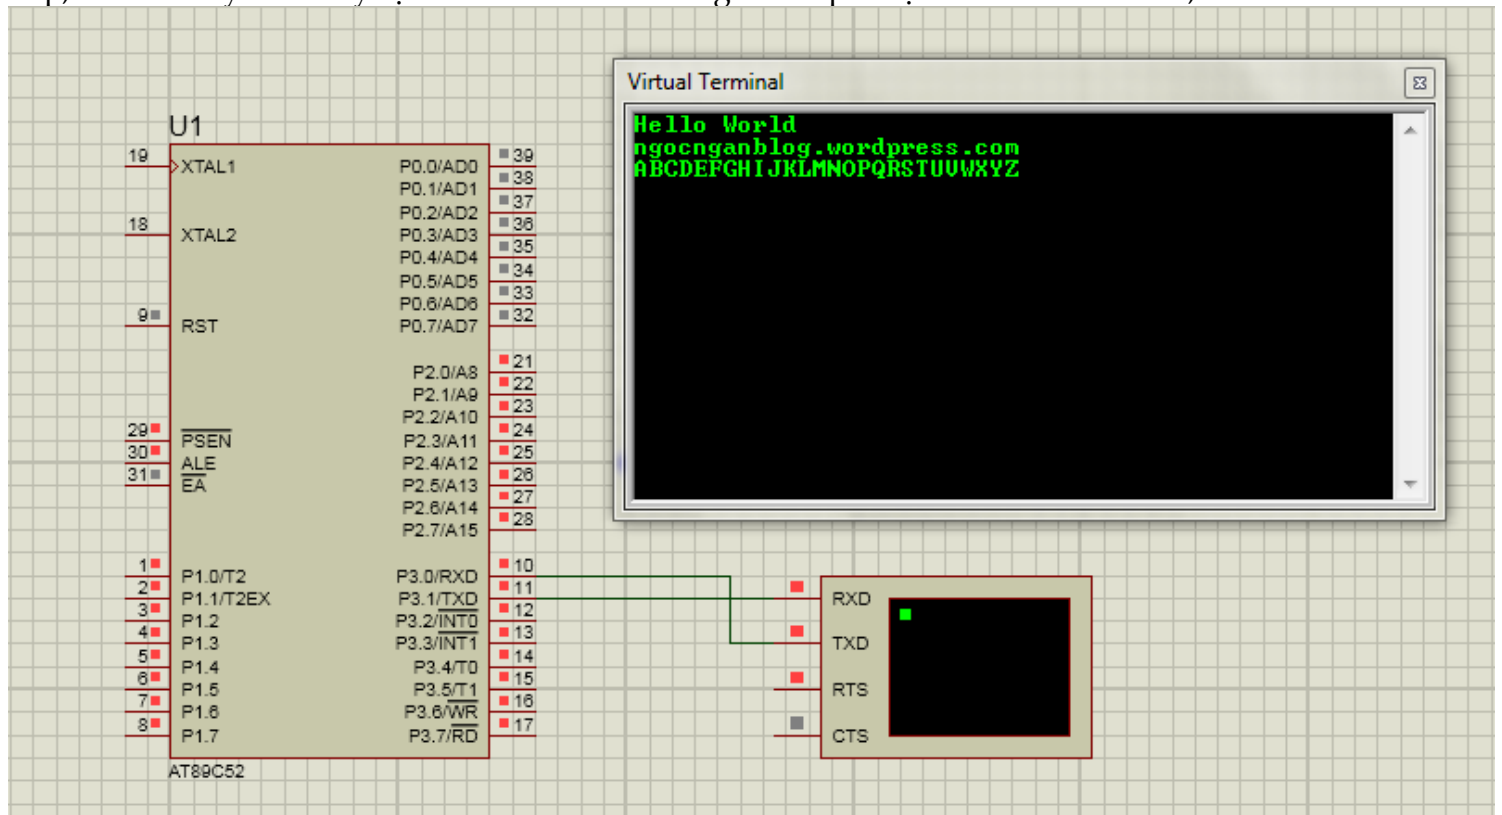 Virtual Terminal
Hello World
ngocnganblog.wordpress.com
ABCDEFGHIJKLMNOPQRSTUVWXYZ
U1
19 XTAL1
18 XTAL2
9 RST
29 PSEN
30 ALE
31 EA
1 P1.0/T2
2 P1.1/T2EX
3 P1.2
4 P1.3
5 P1.4
6 P1.5
7 P1.6
8 P1.7
P0.0/AD0 39
P0.1/AD1 38
P0.2/AD2 37
P0.3/AD3 36
P0.4/AD4 35
P0.5/AD5 34
P0.6/AD6 33
P0.7/AD7 32
P2.0/A8 21
P2.1/A9 22
P2.2/A10 23
P2.3/A11 24
P2.4/A12 25
P2.5/A13 26
P2.6/A14 27
P2.7/A15 28
P3.0/RXD 10
P3.1/TXD 11
P3.2/INT0 12
P3.3/INT1 13
P3.4/T0 14
P3.5/T1 15
P3.6/WR 16
P3.7/RD 17
AT89C52
RXD
TXD
RTS
CTS